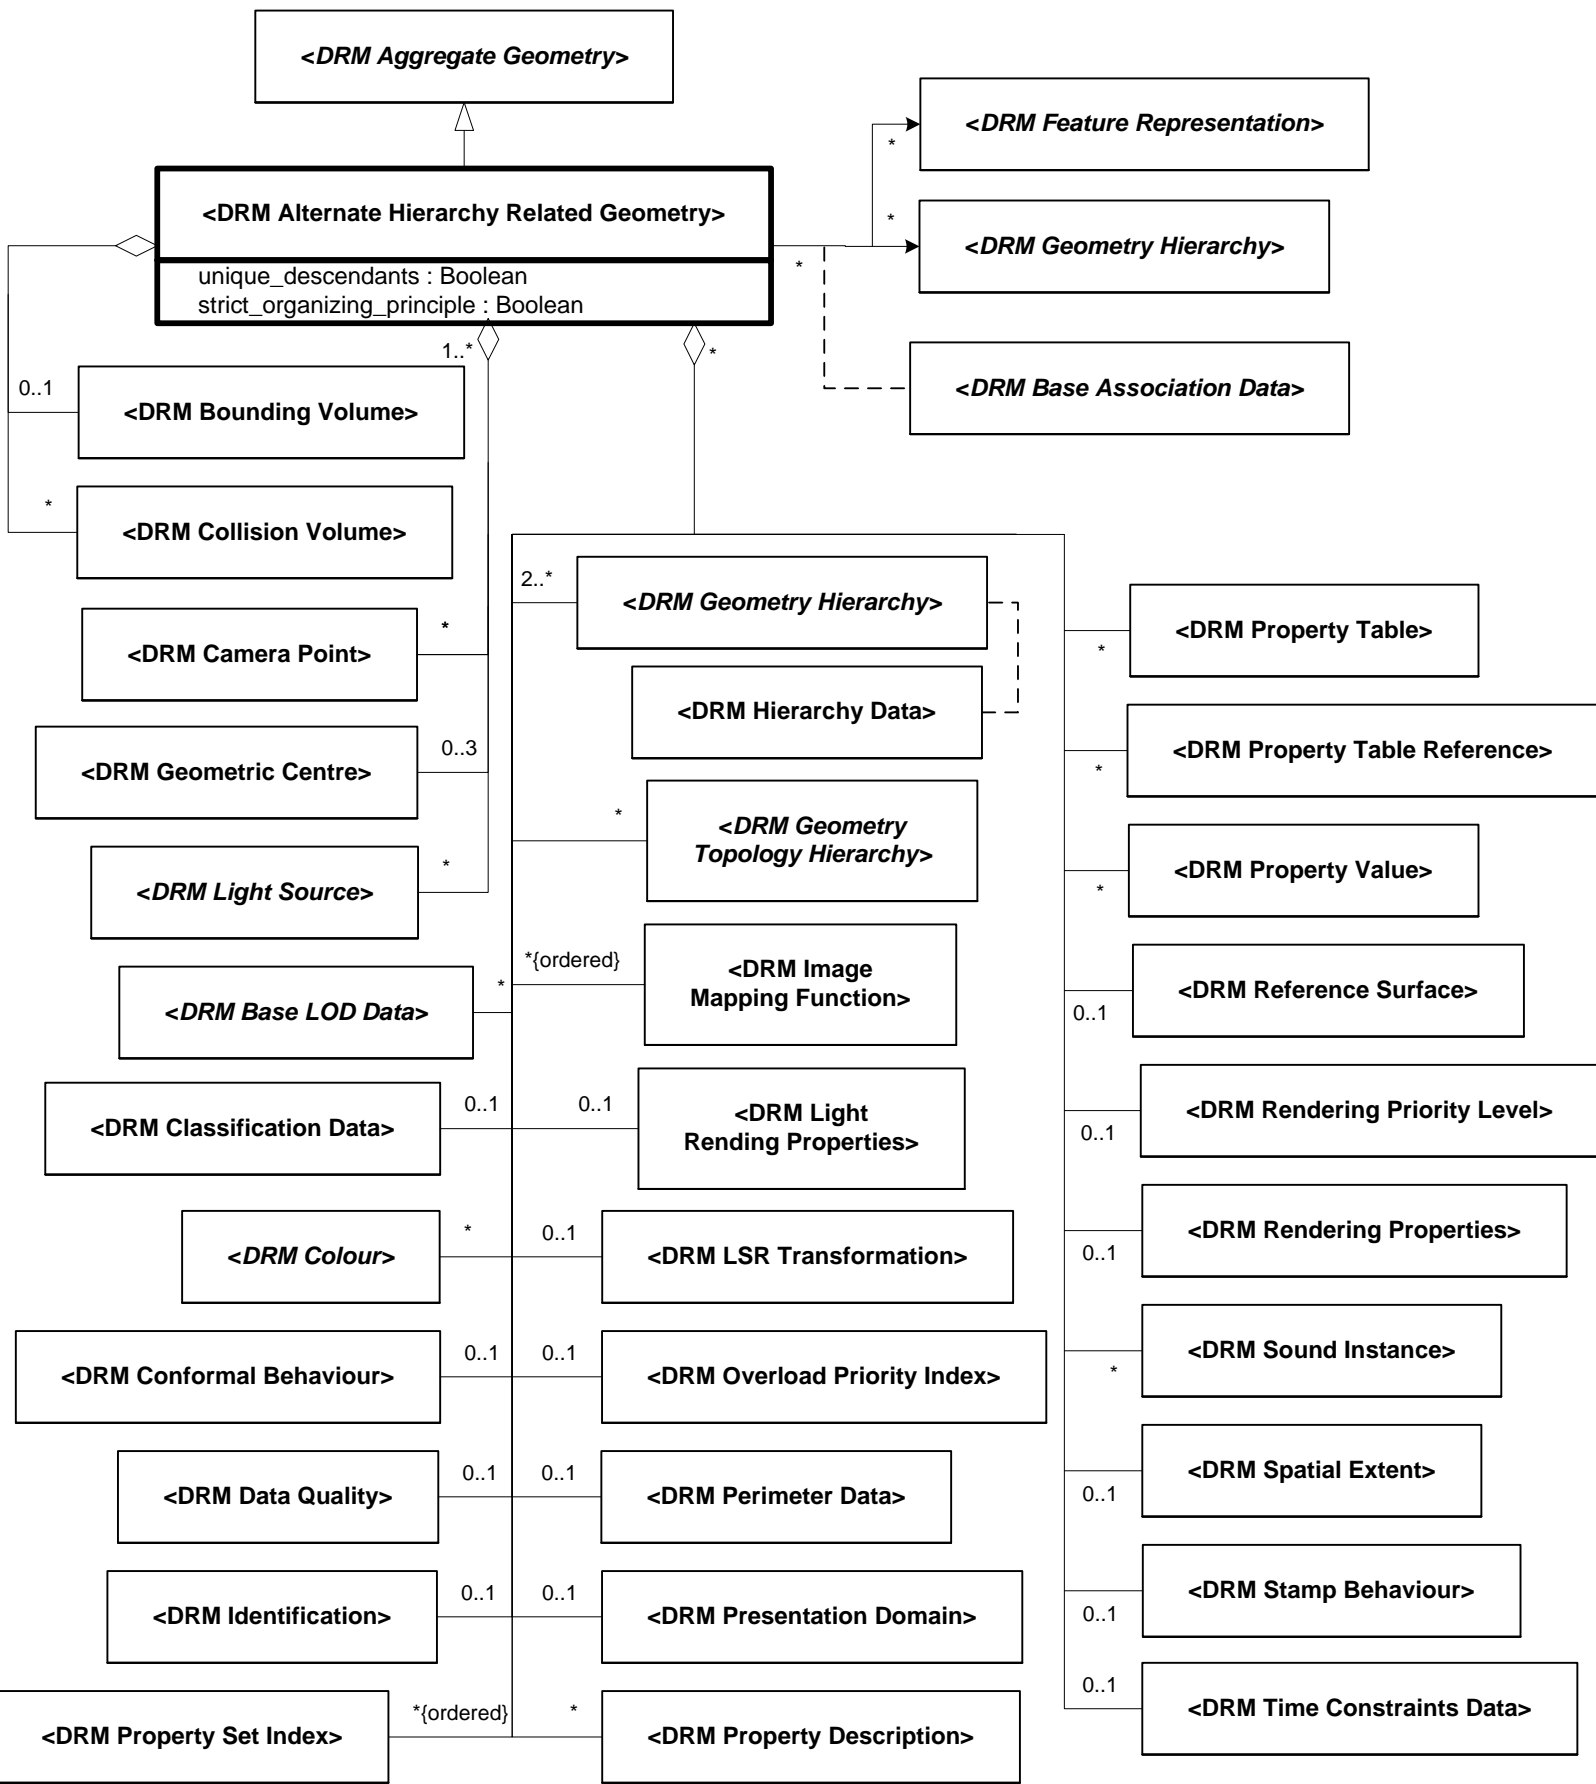 <DRM Aggregate Geometry>
<DRM Feature Representation>
*
<DRM Alternate Hierarchy Related Geometry>
*
<DRM Geometry Hierarchy>
*
unique_descendants : Boolean
strict_organizing_principle : Boolean
1..*
*
0..1
<DRM Bounding Volume>
<DRM Base Association Data>
*
<DRM Collision Volume>
2..*
<DRM Geometry Hierarchy>
<DRM Property Table>
*
*
<DRM Camera Point>
<DRM Hierarchy Data>
0..3
<DRM Geometric Centre>
<DRM Property Table Reference>
*
*
<DRM Geometry
Topology Hierarchy>
*
<DRM Light Source>
<DRM Property Value>
*
*{ordered}
<DRM Image
Mapping Function>
*
<DRM Base LOD Data>
<DRM Reference Surface>
0..1
0..1
<DRM Classification Data>
0..1
<DRM Light
Rending Properties>
<DRM Rendering Priority Level>
0..1
*
<DRM Colour>
0..1
<DRM LSR Transformation>
<DRM Rendering Properties>
0..1
0..1
<DRM Conformal Behaviour>
0..1
<DRM Overload Priority Index>
<DRM Sound Instance>
*
0..1
<DRM Data Quality>
0..1
<DRM Perimeter Data>
<DRM Spatial Extent>
0..1
0..1
<DRM Identification>
0..1
<DRM Presentation Domain>
<DRM Stamp Behaviour>
0..1
*{ordered}
<DRM Property Set Index>
*
<DRM Property Description>
0..1
<DRM Time Constraints Data>